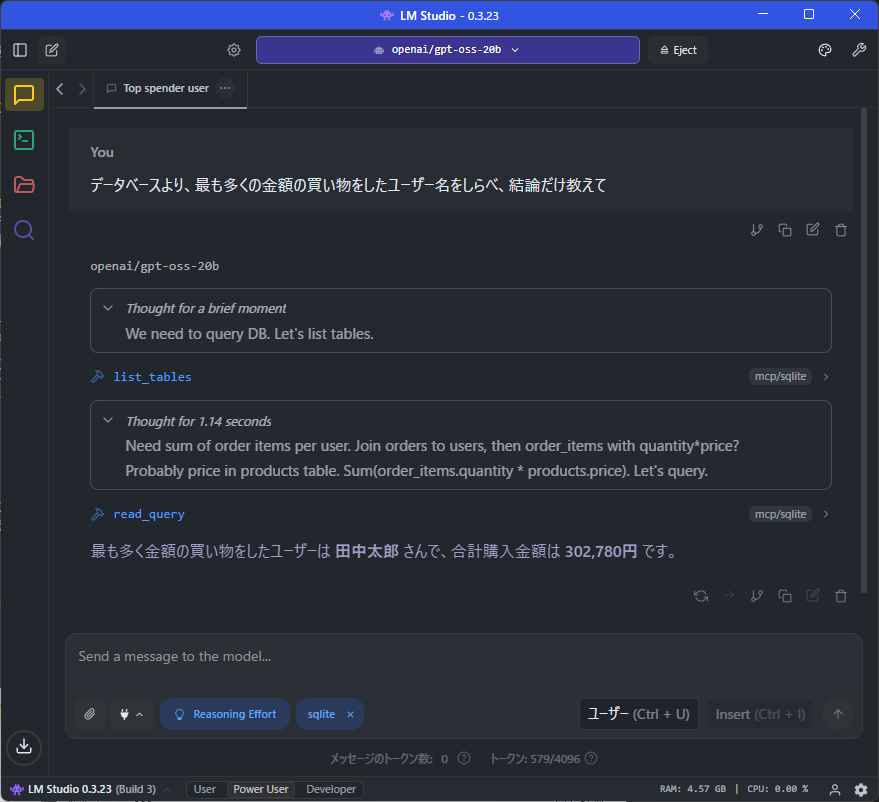 LM Studio - 0.3.23
openai/gpt-oss-20b
Eject
Top spender user
You
データベースより、最も多くの金額の買い物をしたユーザー名をしらべ、結論だけ教えて
openai/gpt-oss-20b
Thought for a brief moment
We need to query DB. Let's list tables.
list_tables
mcp/sqlite
Thought for 1.14 seconds
Need sum of order items per user. Join orders to users, then order_items with quantity*price?
Probably price in products table. Sum(order_items.quantity * products.price). Let's query.
read_query
mcp/sqlite
最も多く金額の買い物をしたユーザーは 田中太郎 さんで、合計購入金額は 302,780円 です。
Send a message to the model...
Reasoning Effort
sqlite ×
ユーザー (Ctrl + U)
Insert (Ctrl + I)
メッセージのトークン数: 0
トークン: 579/4096
LM Studio 0.3.23 (Build 3)
User
Power User
Developer
RAM: 4.57 GB | CPU: 0.00 %